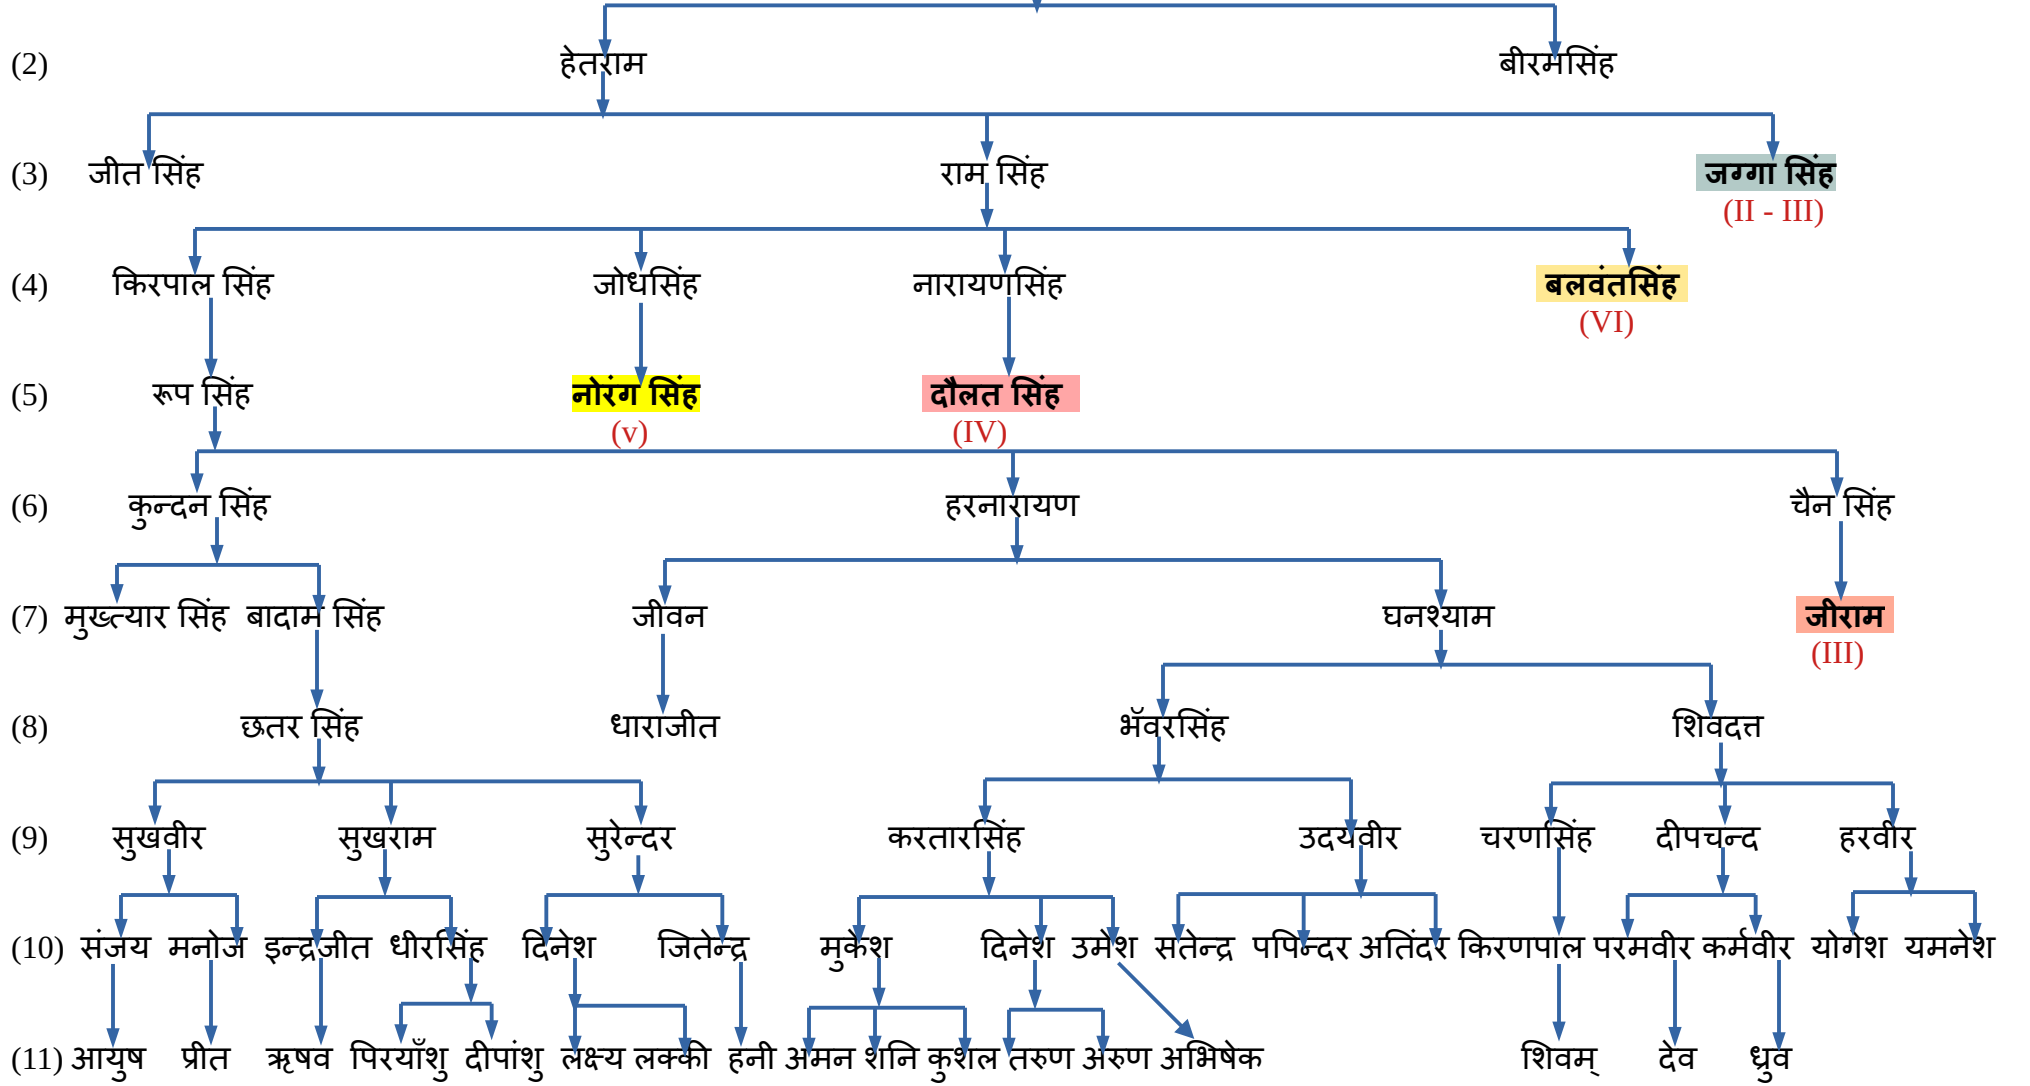 (2) हेतराम बीरमसिंह
(3) जीत सिंह राम सिंह जग्गा सिंह
(II - III)
(4) किरपाल सिंह जोधसिंह नारायणसिंह बलवंतसिंह
(VI)
(5) रूप सिंह नोरंग सिंह दौलत सिंह
(v) (IV)
(6) कुन्दन सिंह हरनारायण चैन सिंह
(7) मुख्त्यार सिंह बादाम सिंह जीवन घनश्याम जीराम
(III)
(8) छतर सिंह धाराजीत भॅवरसिंह शिवदत्त
(9) सुखवीर सुखराम सुरेन्दर करतारसिंह उदयवीर चरणसिंह दीपचन्द हरवीर
(10) संजय मनोज इन्द्रजीत धीरसिंह दिनेश जितेन्द्र मुकेश दिनेश उमेश सतेन्द्र पपिन्दर अतिंदर किरणपाल परमवीर कर्मवीर योगेश यमनेश
(11) आयुष प्रीत ऋषव पिरयाँशु दीपांशु लक्ष्य लक्की हनी अमन शनि कुशल तरुण अरुण अभिषेक शिवम् देव ध्रुव